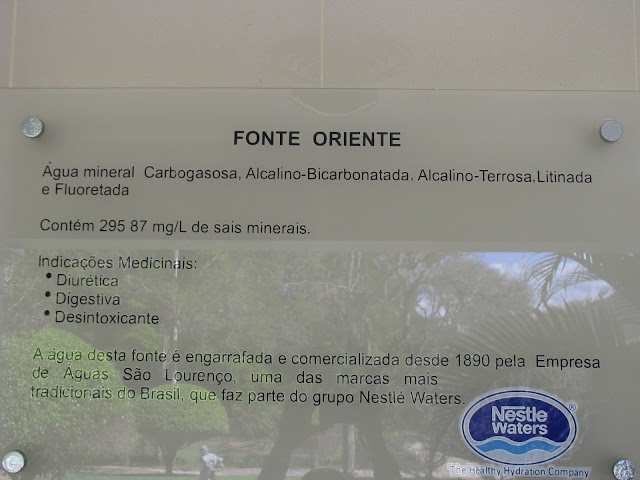 FONTE ORIENTE
Água mineral Carbogasosa, Alcalino-Bicarbonatada, Alcalino-Terrosa,Litinada
e Fluoretada
Contém 295 87 mg/L de sais minerais.
Indicações Medicinais:
• Diurética
• Digestiva
• Desintoxicante
A água desta fonte é engarrafada e comercializada desde 1890 pela Empresa
de Águas São Lourenço, uma das marcas mais
tradicionais do Brasil, que faz parte do grupo Nestlé Waters.
Nestlé
Waters ®
The Healthy Hydration Company